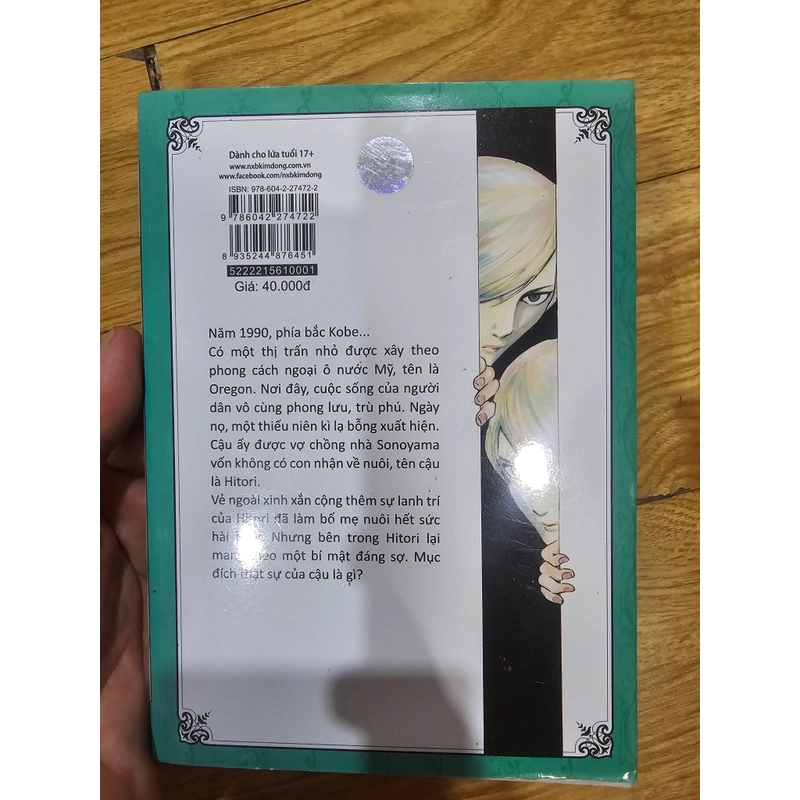 Dành cho lứa tuổi 17+
www.nxbkimdong.com.vn
www.facebook.com/nxbkimdong
ISBN: 978-604-2-27472-2
9 786042 274722
8 935244 876451
5222215610001
Giá: 40.000đ
Năm 1990, phía bắc Kobe...
Có một thị trấn nhỏ được xây theo
phong cách ngoại ô nước Mỹ, tên là
Oregon. Nơi đây, cuộc sống của người
dân vô cùng phong lưu, trù phú. Ngày
nọ, một thiếu niên kì lạ bỗng xuất hiện.
Cậu ấy được vợ chồng nhà Sonoyama
vốn không có con nhận về nuôi, tên cậu
là Hitori.
Vẻ ngoài xinh xắn cộng thêm sự lanh trí
của Hitori đã làm bố mẹ nuôi hết sức
hài Nhưng bên trong Hitori lại
một bí mật đáng sợ. Mục
đích thật sự của cậu là gì?